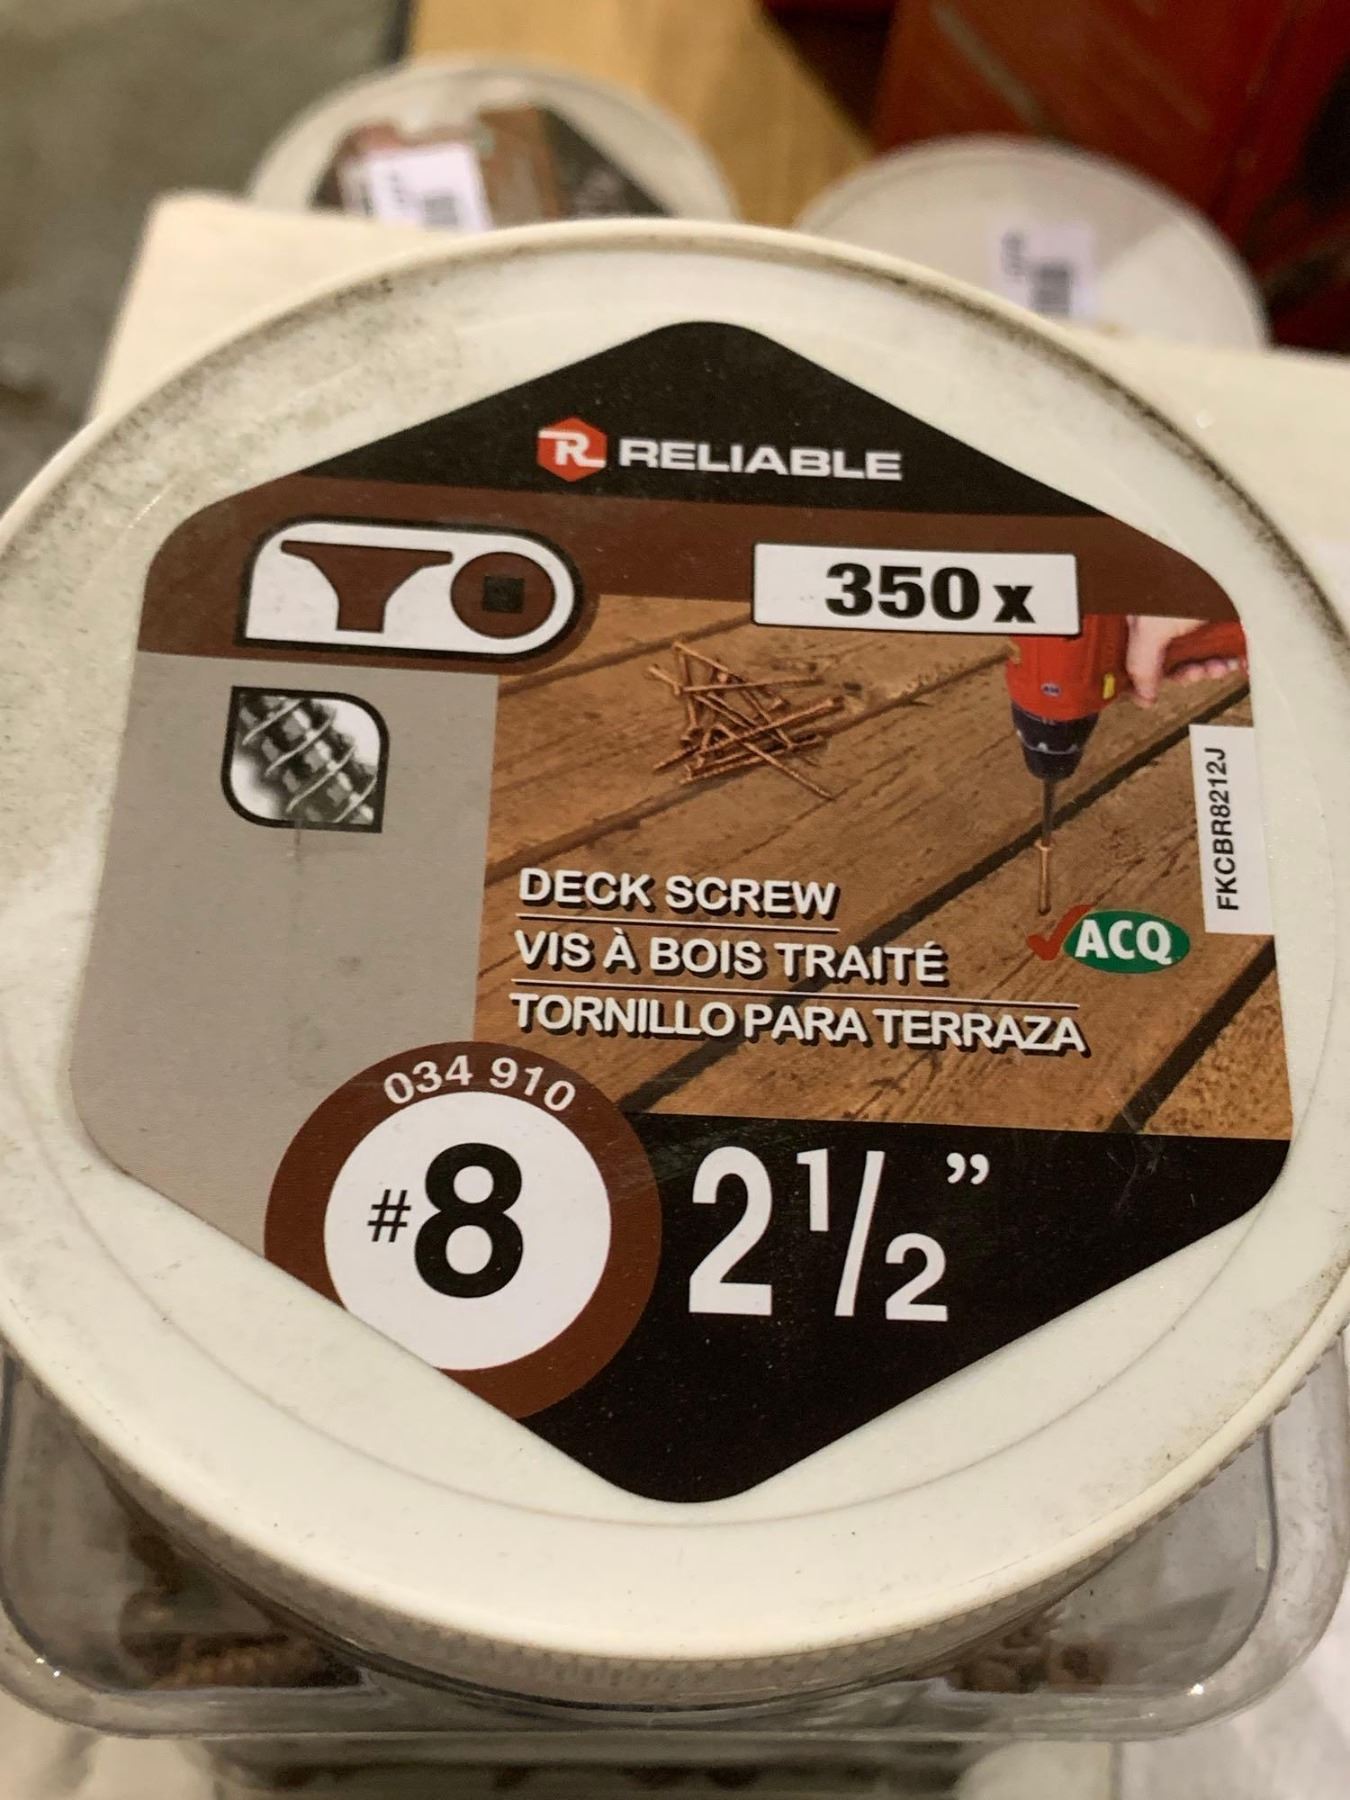 RELIABLE
350 x
FKCBR8212J
DECK SCREW
VIS À BOIS TRAITÉ
TORNILLO PARA TERRAZA
ACQ
034 910
#8
2 1/2"